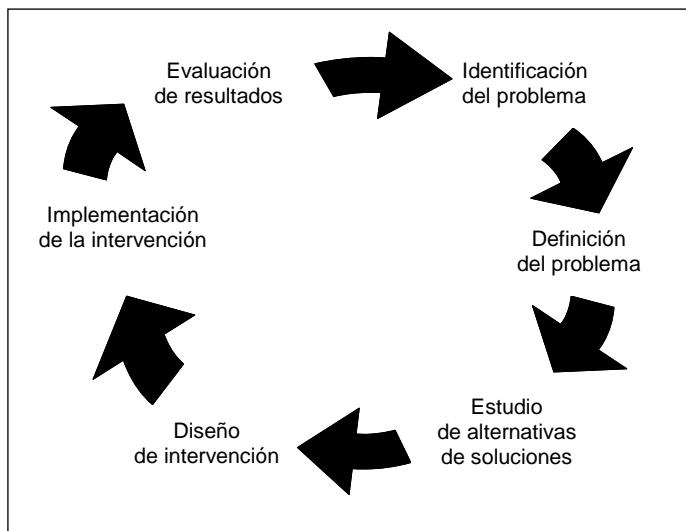 Evaluación
de resultados
Identificación
del problema
Definición
del problema
Estudio
de alternativas
de soluciones
Diseño
de intervención
Implementación
de la intervención